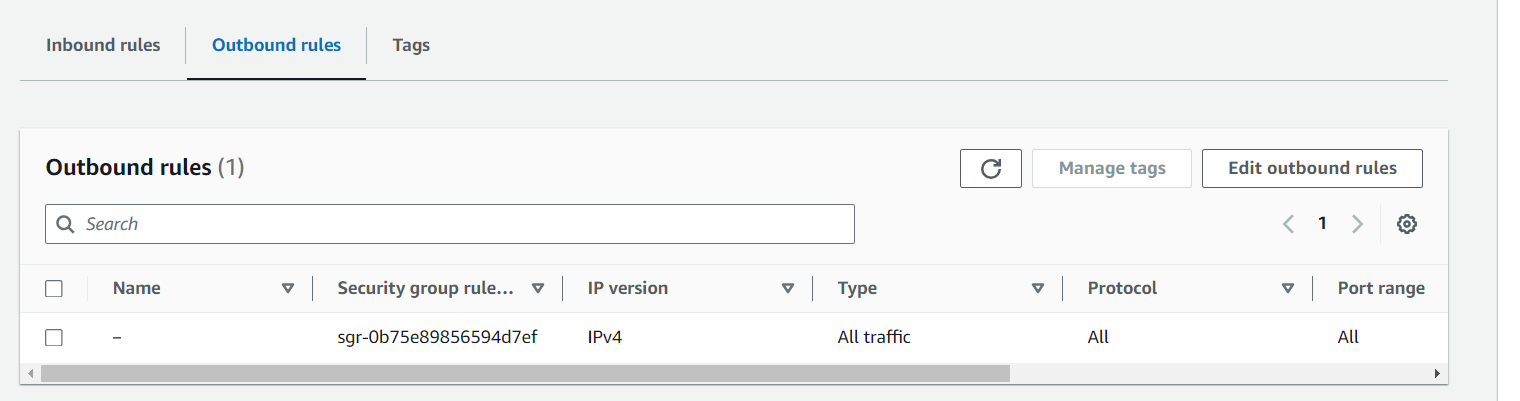 Inbound rules Outbound rules Tags
Outbound rules (1) Manage tags Edit outbound rules
Search 1
Name Security group rule... IP version Type Protocol Port range
– sgr-0b75e89856594d7ef IPv4 All traffic All All